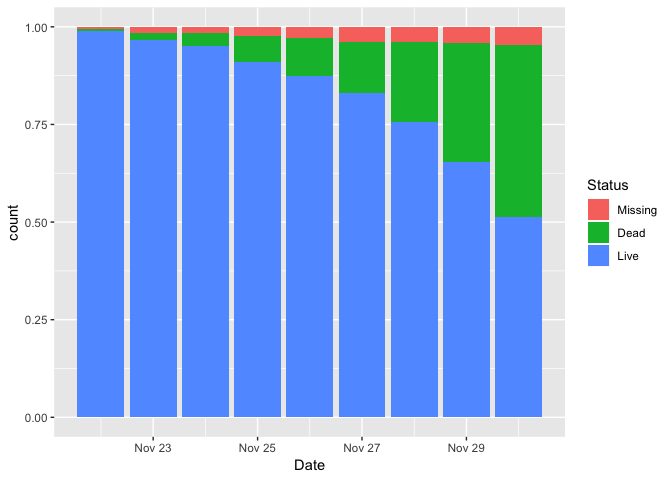 1.00
0.75
0.50
0.25
0.00
count
Nov 23 Nov 25 Nov 27 Nov 29
Date
Status
Missing
Dead
Live